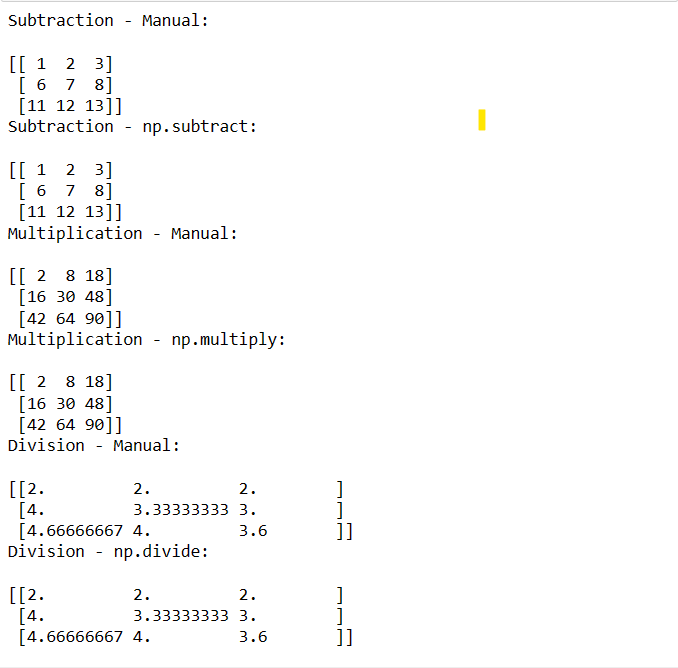 Subtraction - Manual:
[[ 1  2  3]
 [ 6  7  8]
 [11 12 13]]
Subtraction - np.subtract:
[[ 1  2  3]
 [ 6  7  8]
 [11 12 13]]
Multiplication - Manual:
[[ 2  8 18]
 [16 30 48]
 [42 64 90]]
Multiplication - np.multiply:
[[ 2  8 18]
 [16 30 48]
 [42 64 90]]
Division - Manual:
[[2.         2.         2.        ]
 [4.         3.33333333 3.        ]
 [4.66666667 4.         3.6       ]]
Division - np.divide:
[[2.         2.         2.        ]
 [4.         3.33333333 3.        ]
 [4.66666667 4.         3.6       ]]